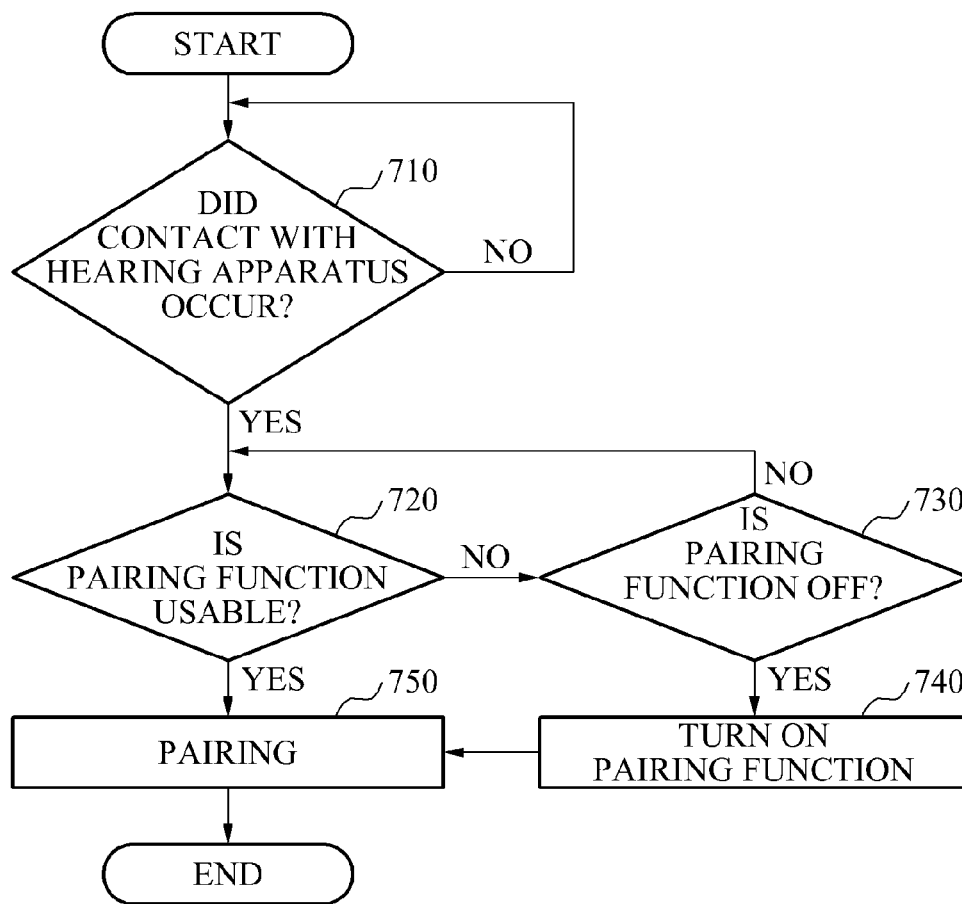 START
710
DID
CONTACT WITH
HEARING APPARATUS
OCCUR?
NO
YES
NO
720
730
IS
PAIRING FUNCTION
USABLE?
NO
IS
PAIRING
FUNCTION OFF?
YES
750
YES
740
PAIRING
TURN ON
PAIRING FUNCTION
END